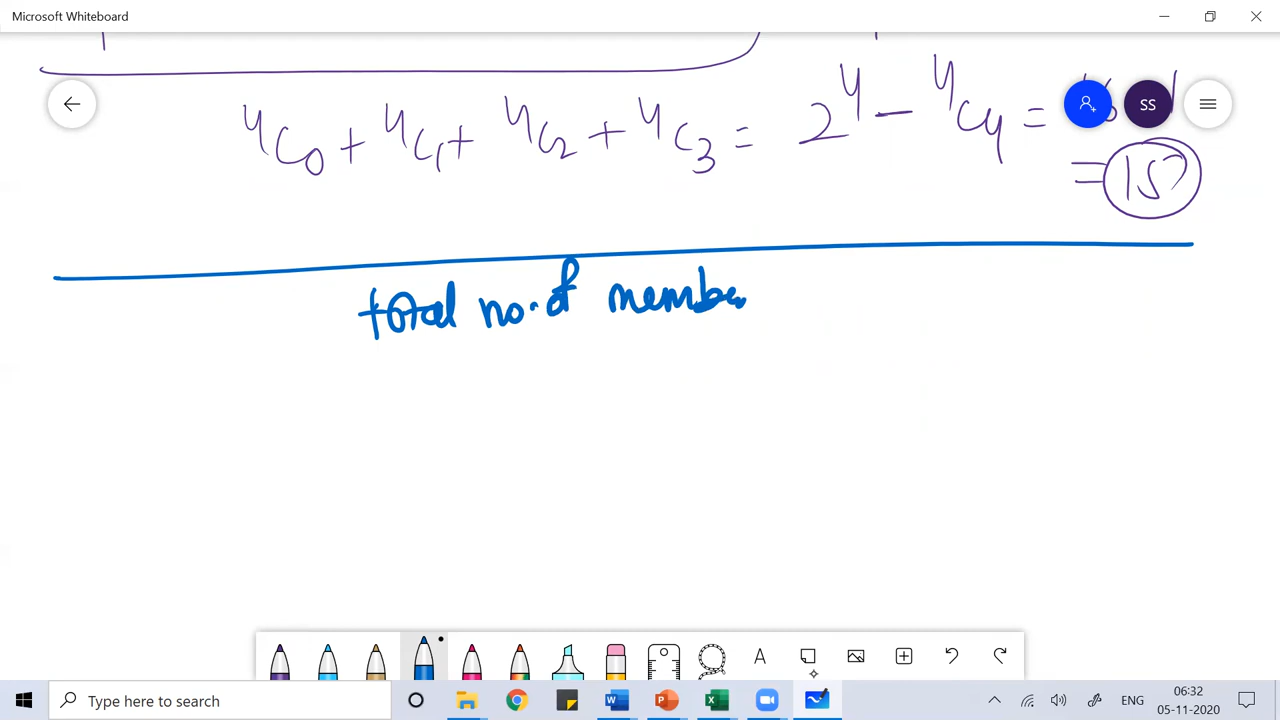 Microsoft Whiteboard
4C0 + 4C1 + 4C2 + 4C3 = 2^4 - 4C4 =
SS
= 15
total no. of membe
A
Type here to search
ENG
06:32
05-11-2020